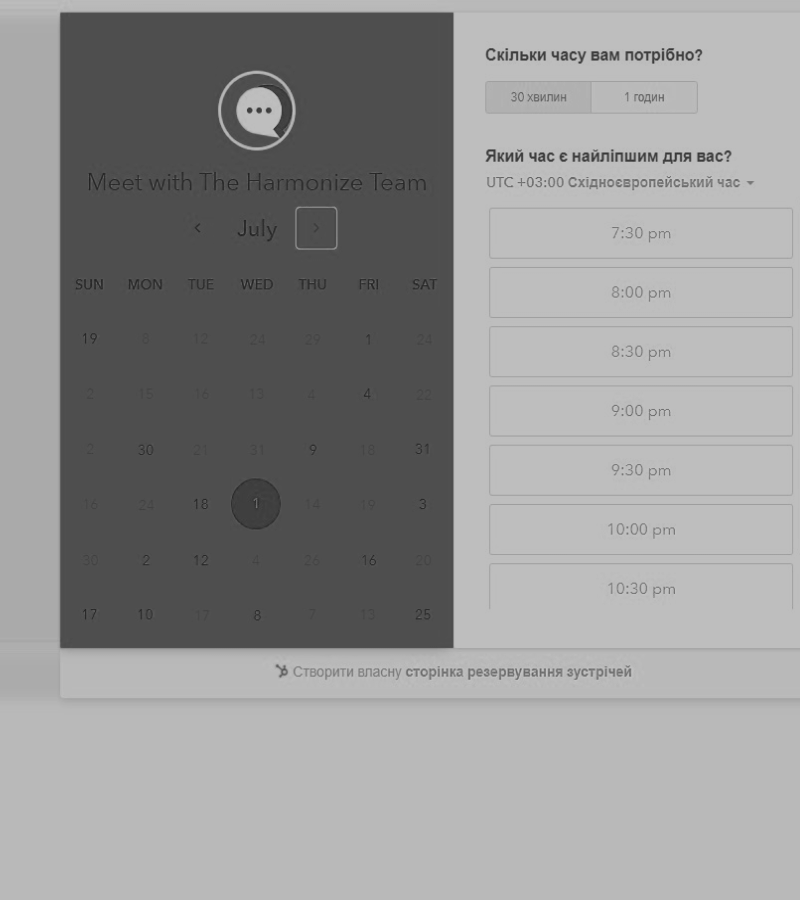 Meet with The Harmonize Team
July
SUN MON TUE WED THU FRI SAT
19 5 12 24 29 1 24
2 15 16 13 4 4 22
2 30 21 31 9 18 31
16 24 18 1 14 19 3
30 2 12 4 26 16 20
17 10 17 8 7 13 25
Скільки часу вам потрібно?
30 хвилин 1 годин
Який час є найліпшим для вас?
UTC +03:00 Східноєвропейський час
7:30 pm
8:00 pm
8:30 pm
9:00 pm
9:30 pm
10:00 pm
10:30 pm
Створити власну сторінка резервування зустрічей